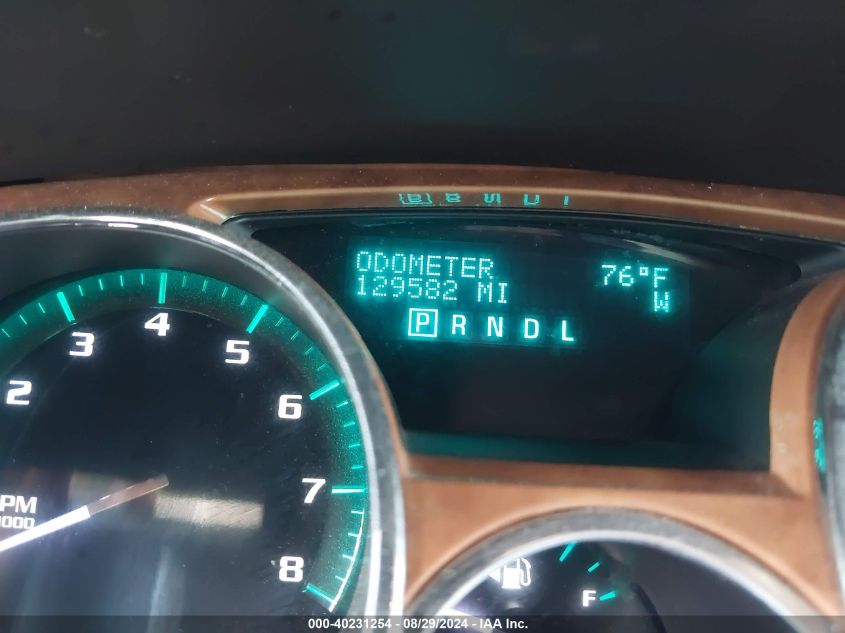 ODOMETER
129582 MI
76°F
W
P R N D L
2
3
4
5
6
7
8
PM
1000
F
000-40231254 - 08/29/2024 - IAA Inc.